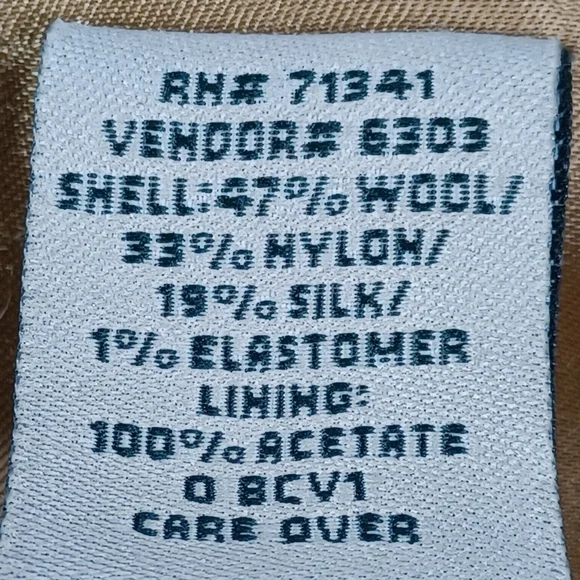 RN# 71341
VENDOR# 6303
SHELL:47% WOOL/
33% NYLON/
19% SILK/
1% ELASTOMER
LINING:
100% ACETATE
0 BCV1
CARE OVER